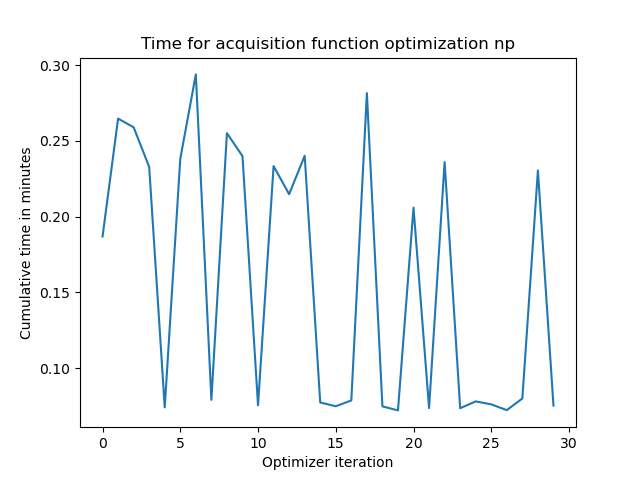 Time for acquisition function optimization np
Cumulative time in minutes
0.30
0.25
0.20
0.15
0.10
0 5 10 15 20 25 30
Optimizer iteration